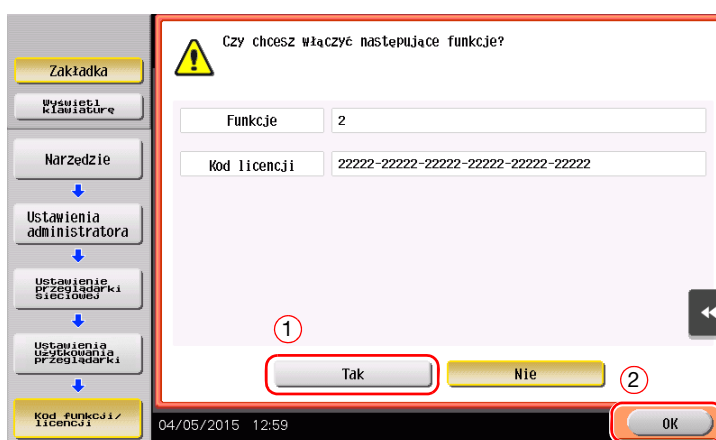 Zakładka
Wyświetl
klawiaturę
Narzędzie
Ustawienia
administratora
Ustawienie
przeglądarki
sieciowej
Ustawienia
użytkowania
przeglądarki
Kod funkcji/
licencji
Czy chcesz włączyć następujące funkcje?
Funkcje 2
Kod licencji 22222-22222-22222-22222-22222-22222
1
Tak Nie
2
04/05/2015 12:59 OK